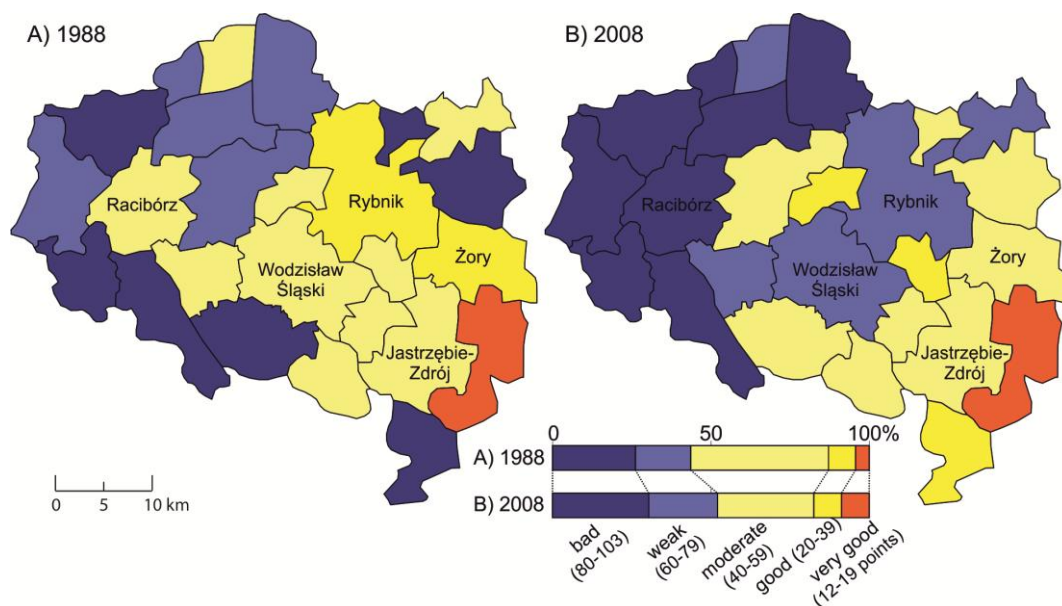 A) 1988
B) 2008
Racibórz
Rybnik
Wodzisław
Śląski
Żory
Jastrzębie-
Zdrój
Racibórz
Rybnik
Wodzisław
Śląski
Żory
Jastrzębie-
Zdrój
0 5 10 km
0 50 100%
A) 1988
B) 2008
bad
(80-103)
weak
(60-79)
moderate
(40-59)
good (20-39)
very good
(12-19 points)